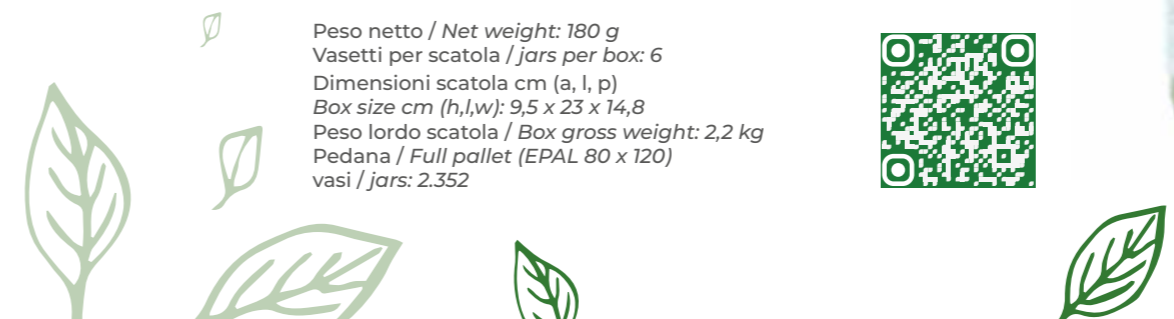 Peso netto / Net weight: 180 g
Vasetti per scatola / jars per box: 6
Dimensioni scatola cm (a, l, p)
Box size cm (h,l,w): 9,5 x 23 x 14,8
Peso lordo scatola / Box gross weight: 2,2 kg
Pedana / Full pallet (EPAL 80 x 120)
vasi / jars: 2.352